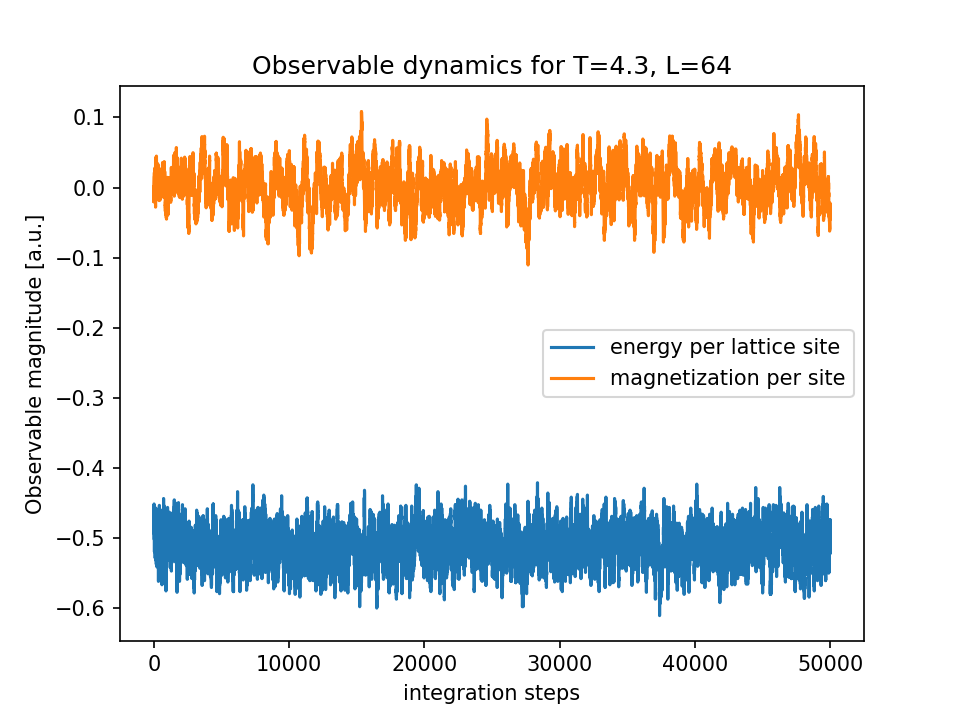 Observable dynamics for T=4.3, L=64
Observable magnitude [a.u.]
0.1
0.0
−0.1
−0.2
−0.3
−0.4
−0.5
−0.6
energy per lattice site
magnetization per site
0 10000 20000 30000 40000 50000
integration steps